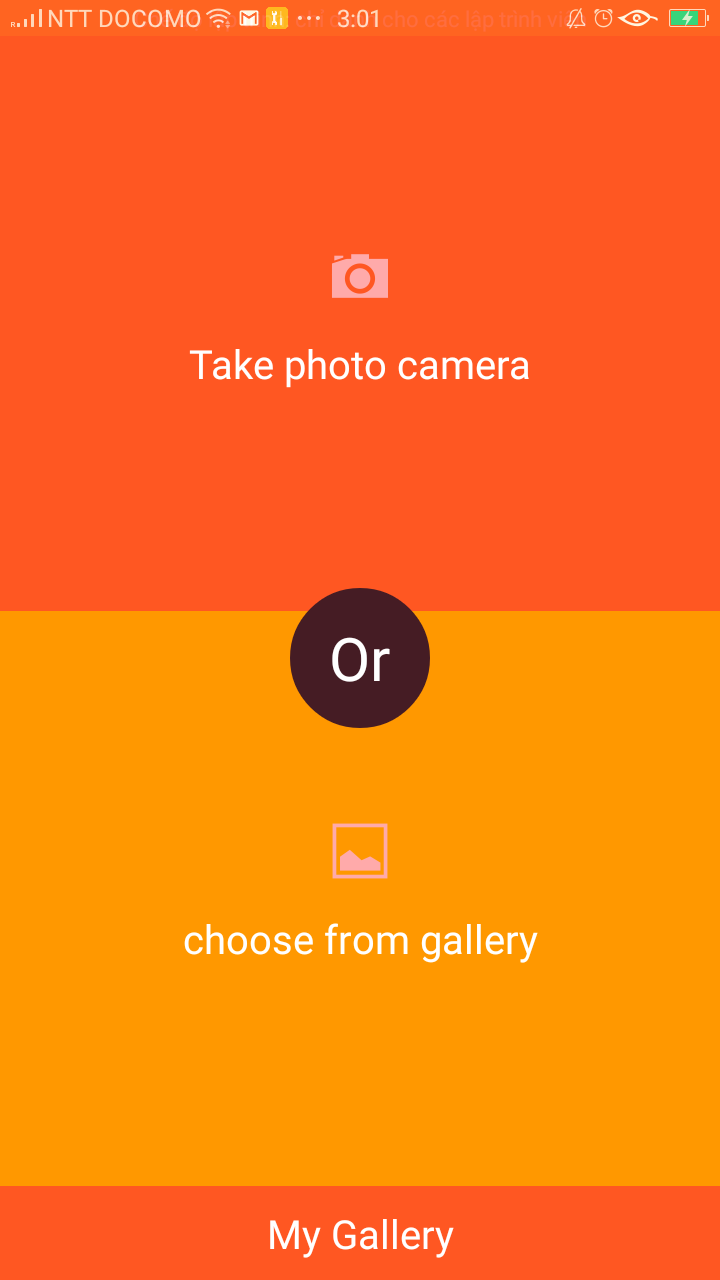 NTT DOCOMO 3:01
cho các lập trình
Take photo camera
Or
choose from gallery
My Gallery